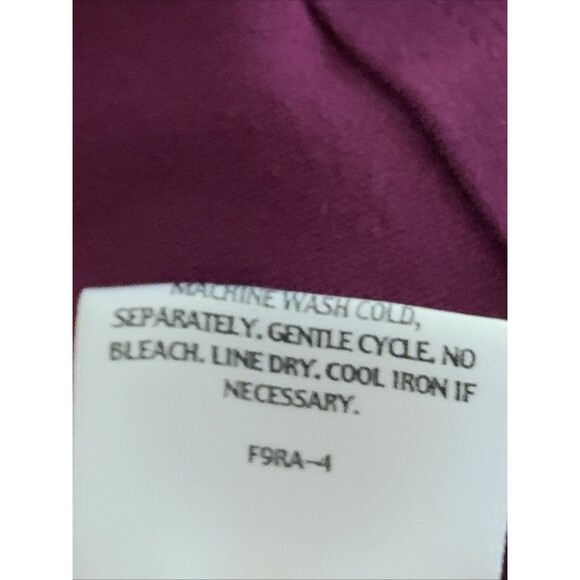 MACHINE WASH COLD,
SEPARATELY. GENTLE CYCLE. NO
BLEACH. LINE DRY. COOL IRON IF
NECESSARY.
F9RA-4